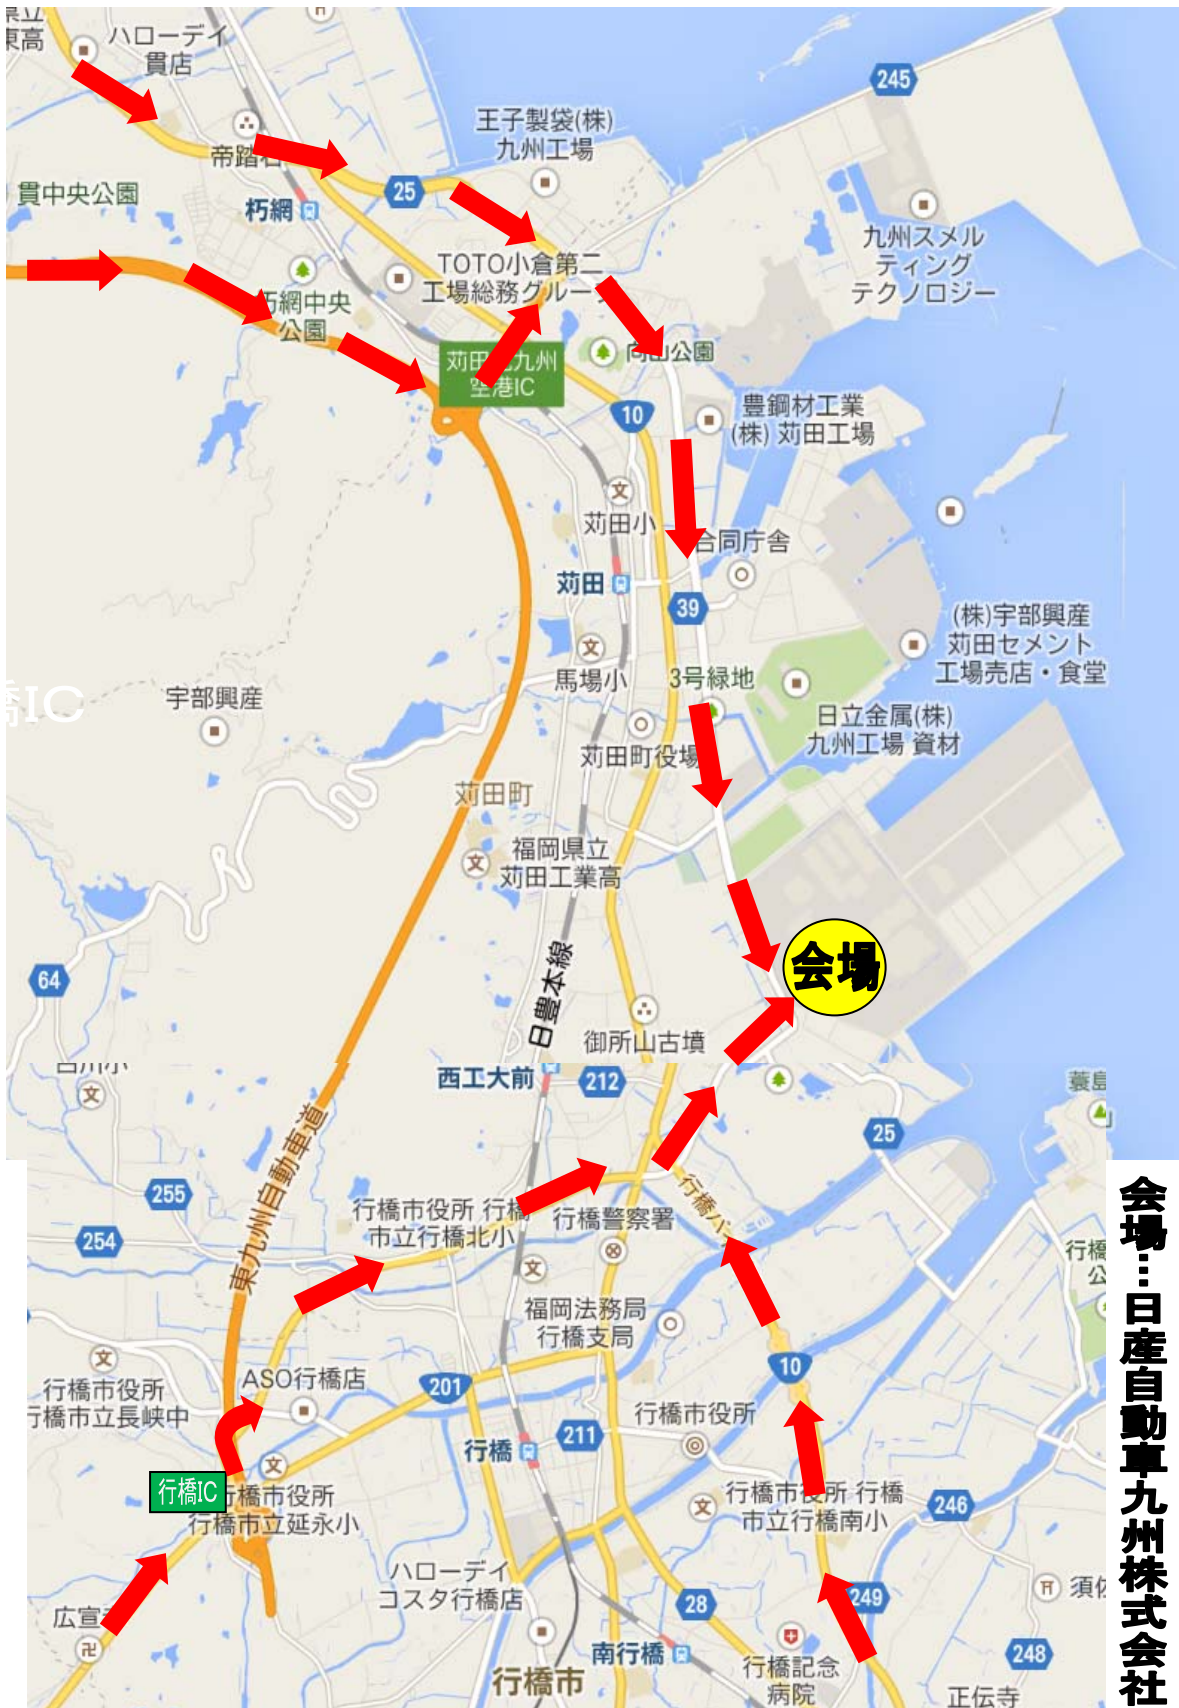 東高
ハローデイ
貫店
245
王子製袋(株)
九州工場
帝踏石
25
貫中央公園
朽網
九州スメル
ティング
テクノロジー
TOTO小倉第二
工場総務グループ
朽網中央
公園
向山公園
苅田北九州
空港IC
10
豊鋼材工業
(株) 苅田工場
苅田小
合同庁舎
苅田
39
(株)宇部興産
苅田セメント
工場売店・食堂
馬場小
3号緑地
橋IC
宇部興産
日立金属(株)
九州工場 資材
苅田町役場
苅田町
福岡県立
苅田工業高
会場
日豊本線
64
御所山古墳
西工大前
212
蓑島
25
東九州自動車道
255
行橋市役所 行橋
市立行橋北小
行橋警察署
254
福岡法務局
行橋支局
10
ASO行橋店
201
行橋市役所
行橋市立長峡中
行橋市役所
行橋
211
行橋IC
行橋市役所
行橋市立延永小
行橋市役所 行橋
市立行橋南小
246
ハローデイ
コスタ行橋店
28
249
広宣
南行橋
行橋記念
病院
248
行橋市
正伝寺
会場…日産自動車九州株式会社